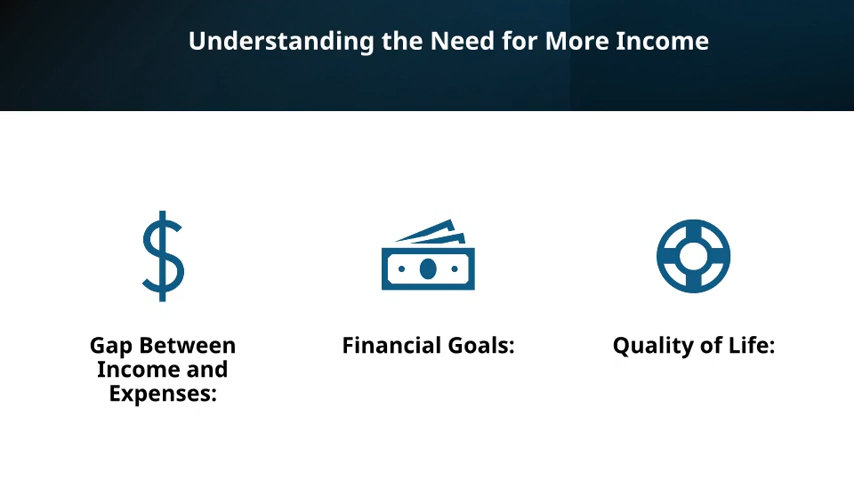 Understanding the Need for More Income
Gap Between
Income and
Expenses:
Financial Goals:
Quality of Life: